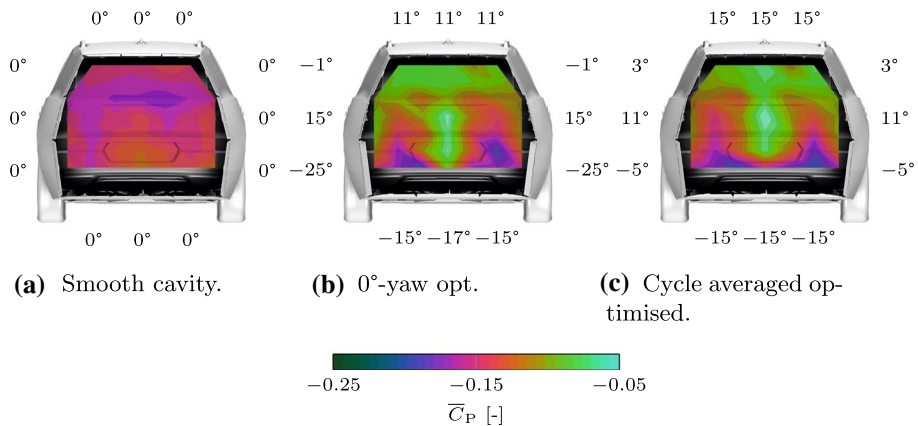 0° 0° 0° 11° 11° 11° 15° 15° 15°
0° 0° −1° −1° 3° 3°
0° 0° 15° 15° 11° 11°
0° 0° −25° −25° −5° −5°
0° 0° 0° −15° −17° −15° −15° −15° −15°
(a) Smooth cavity. (b) 0°-yaw opt. (c) Cycle averaged op-
timised.
−0.25 −0.15 −0.05
C̅P [-]